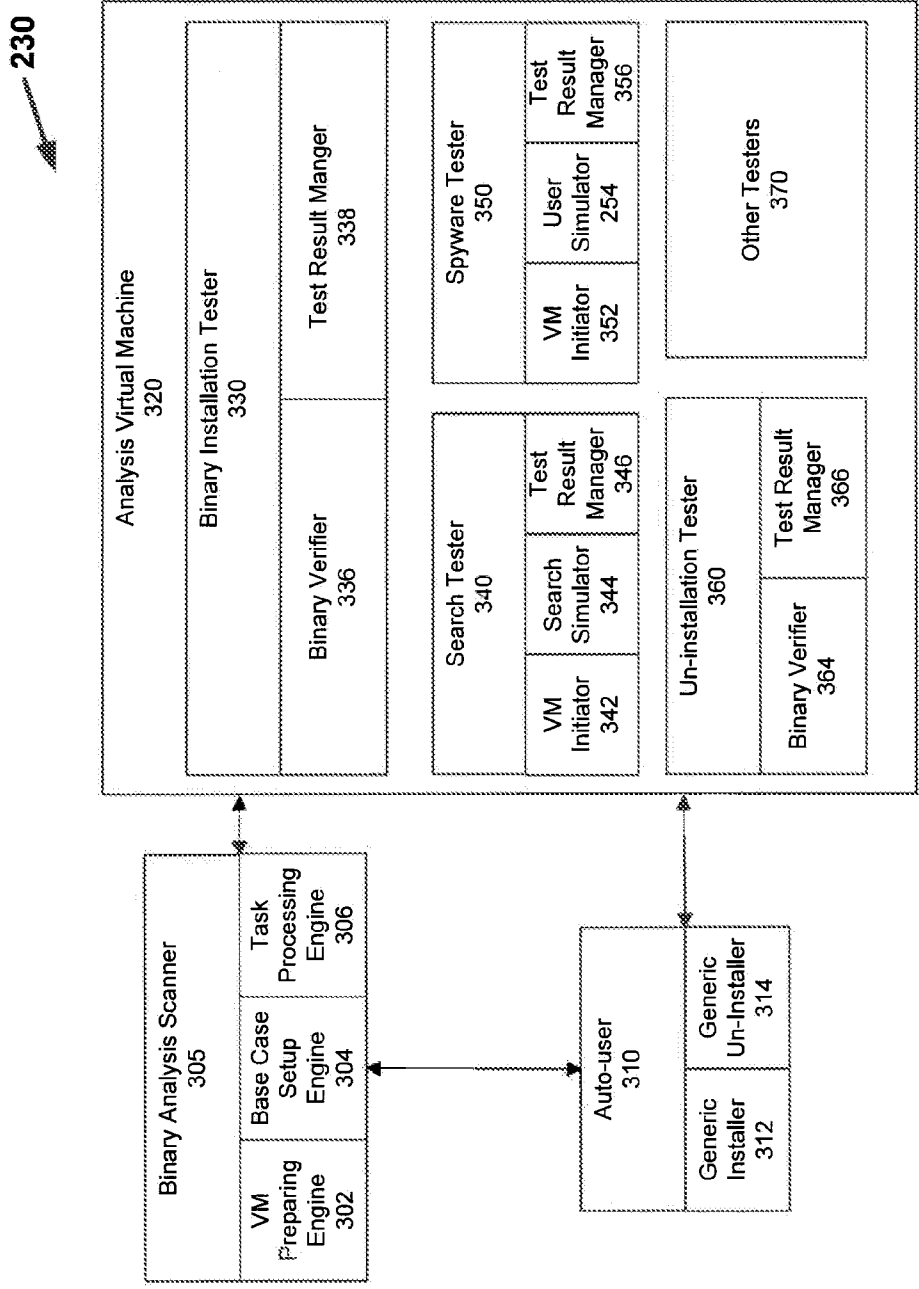 230
Analysis Virtual Machine
320
Binary Installation Tester
330
Binary Verifier
336
Test Result Manger
338
Search Tester
340
VM
Initiator
342
Search
Simulator
344
Test
Result
Manager
346
Spyware Tester
350
VM
Initiator
352
User
Simulator
254
Test
Result
Manager
356
Un-installation Tester
360
Binary Verifier
364
Test Result
Manager
366
Other Testers
370
Binary Analysis Scanner
305
VM
Preparing
Engine
302
Base Case
Setup
Engine
304
Task
Processing
Engine
306
Auto-user
310
Generic
Installer
312
Generic
Un-Installer
314